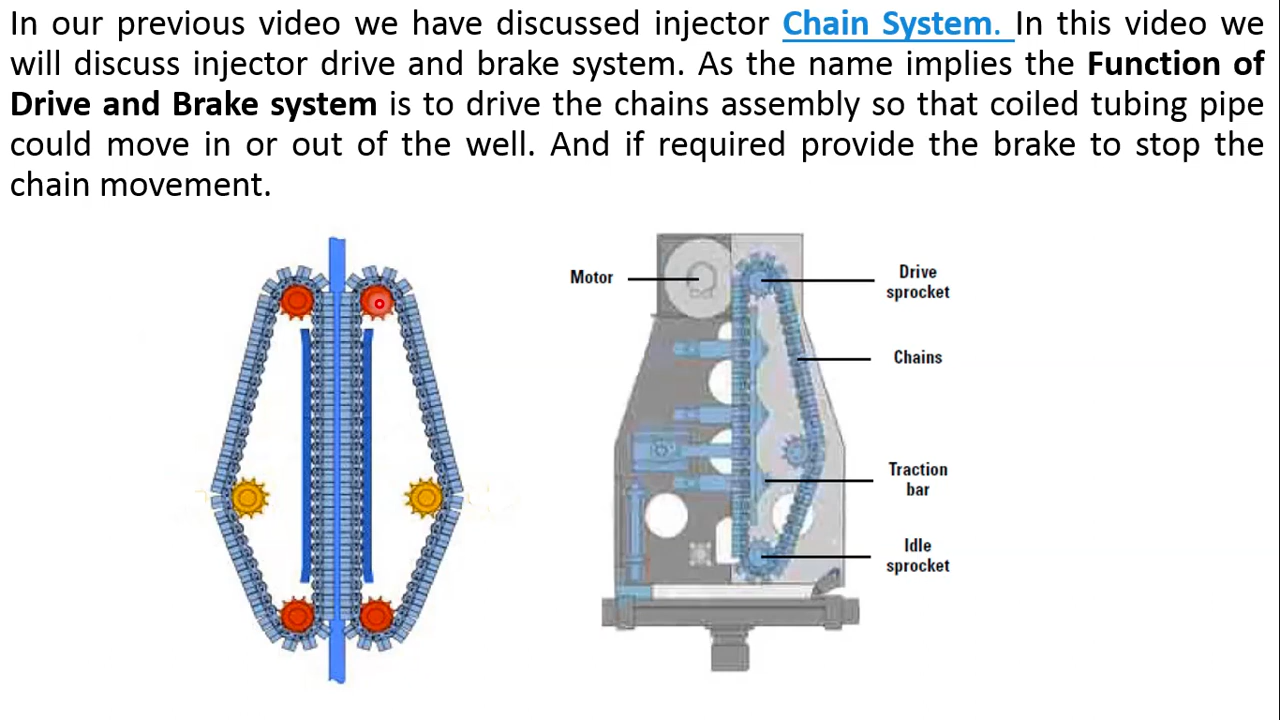 In our previous video we have discussed injector Chain System. In this video we
will discuss injector drive and brake system. As the name implies the Function of
Drive and Brake system is to drive the chains assembly so that coiled tubing pipe
could move in or out of the well. And if required provide the brake to stop the
chain movement.
Motor
Drive
sprocket
Chains
Traction
bar
Idle
sprocket